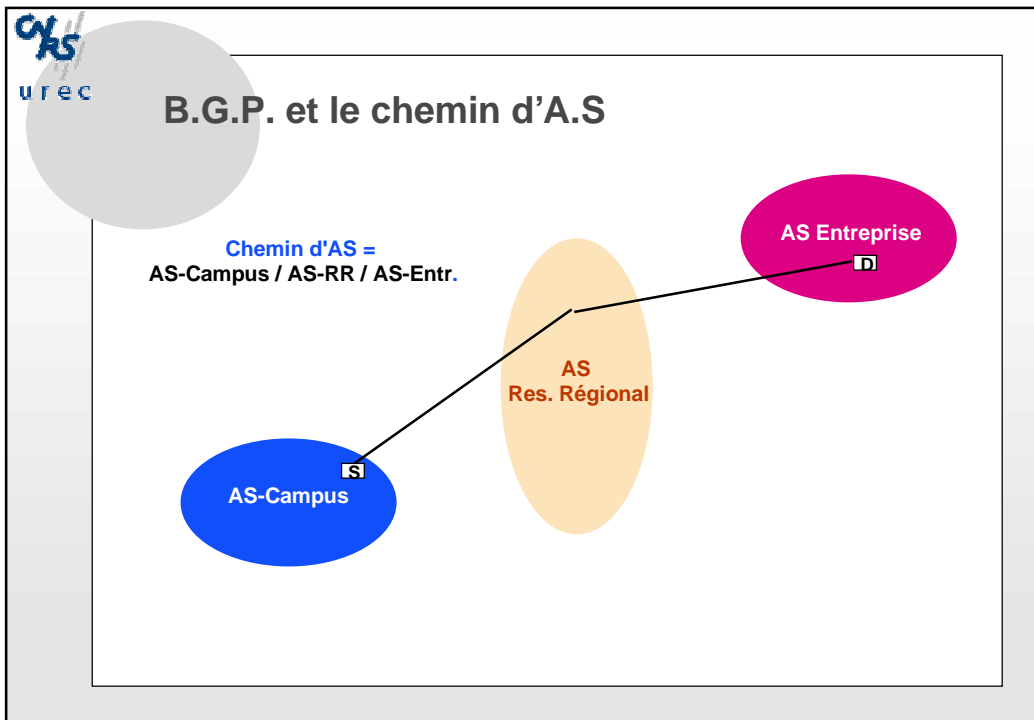 CNRS
urec
B.G.P. et le chemin d’A.S
Chemin d'AS =
AS-Campus / AS-RR / AS-Entr.
AS Entreprise
D
AS
Res. Régional
S
AS-Campus